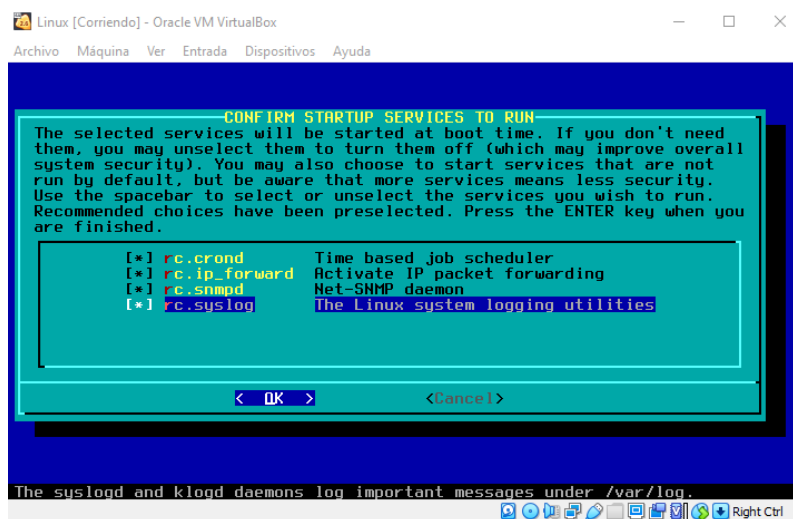 Linux [Corriendo] - Oracle VM VirtualBox
Archivo Máquina Ver Entrada Dispositivos Ayuda
CONFIRM STARTUP SERVICES TO RUN
The selected services will be started at boot time. If you don't need
them, you may unselect them to turn them off (which may improve overall
system security). You may also choose to start services that are not
run by default, but be aware that more services means less security.
Use the spacebar to select or unselect the services you wish to run.
Recommended choices have been preselected. Press the ENTER key when you
are finished.
[*] rc.crond Time based job scheduler
[*] rc.ip_forward Activate IP packet forwarding
[*] rc.snmpd Net-SNMP daemon
[*] rc.syslog The Linux system logging utilities
< OK > <Cancel>
The syslogd and klogd daemons log important messages under /var/log.
Right Ctrl